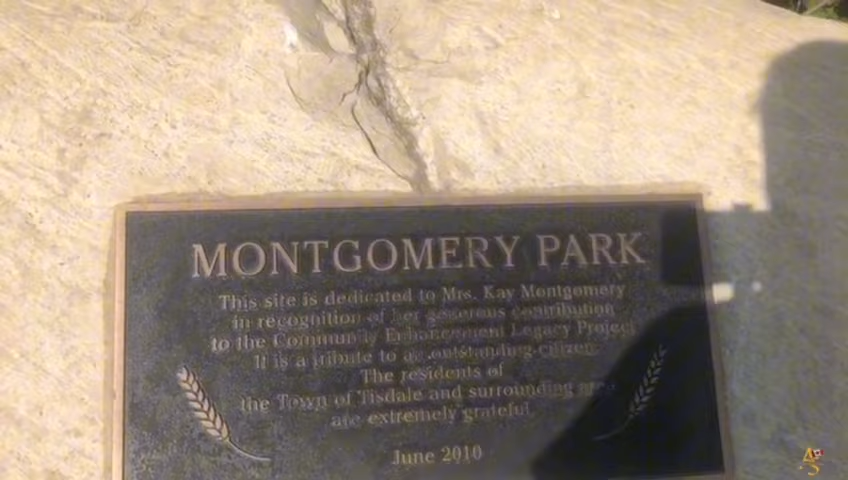 MONTGOMERY PARK
This site is dedicated to Mrs. Kay Montgomery
in recognition of her generous contribution
to the Community Enhancement Legacy Project
It is a tribute to an outstanding citizen.
The residents of
the Town of Tisdale and surrounding area
are extremely grateful
June 2010